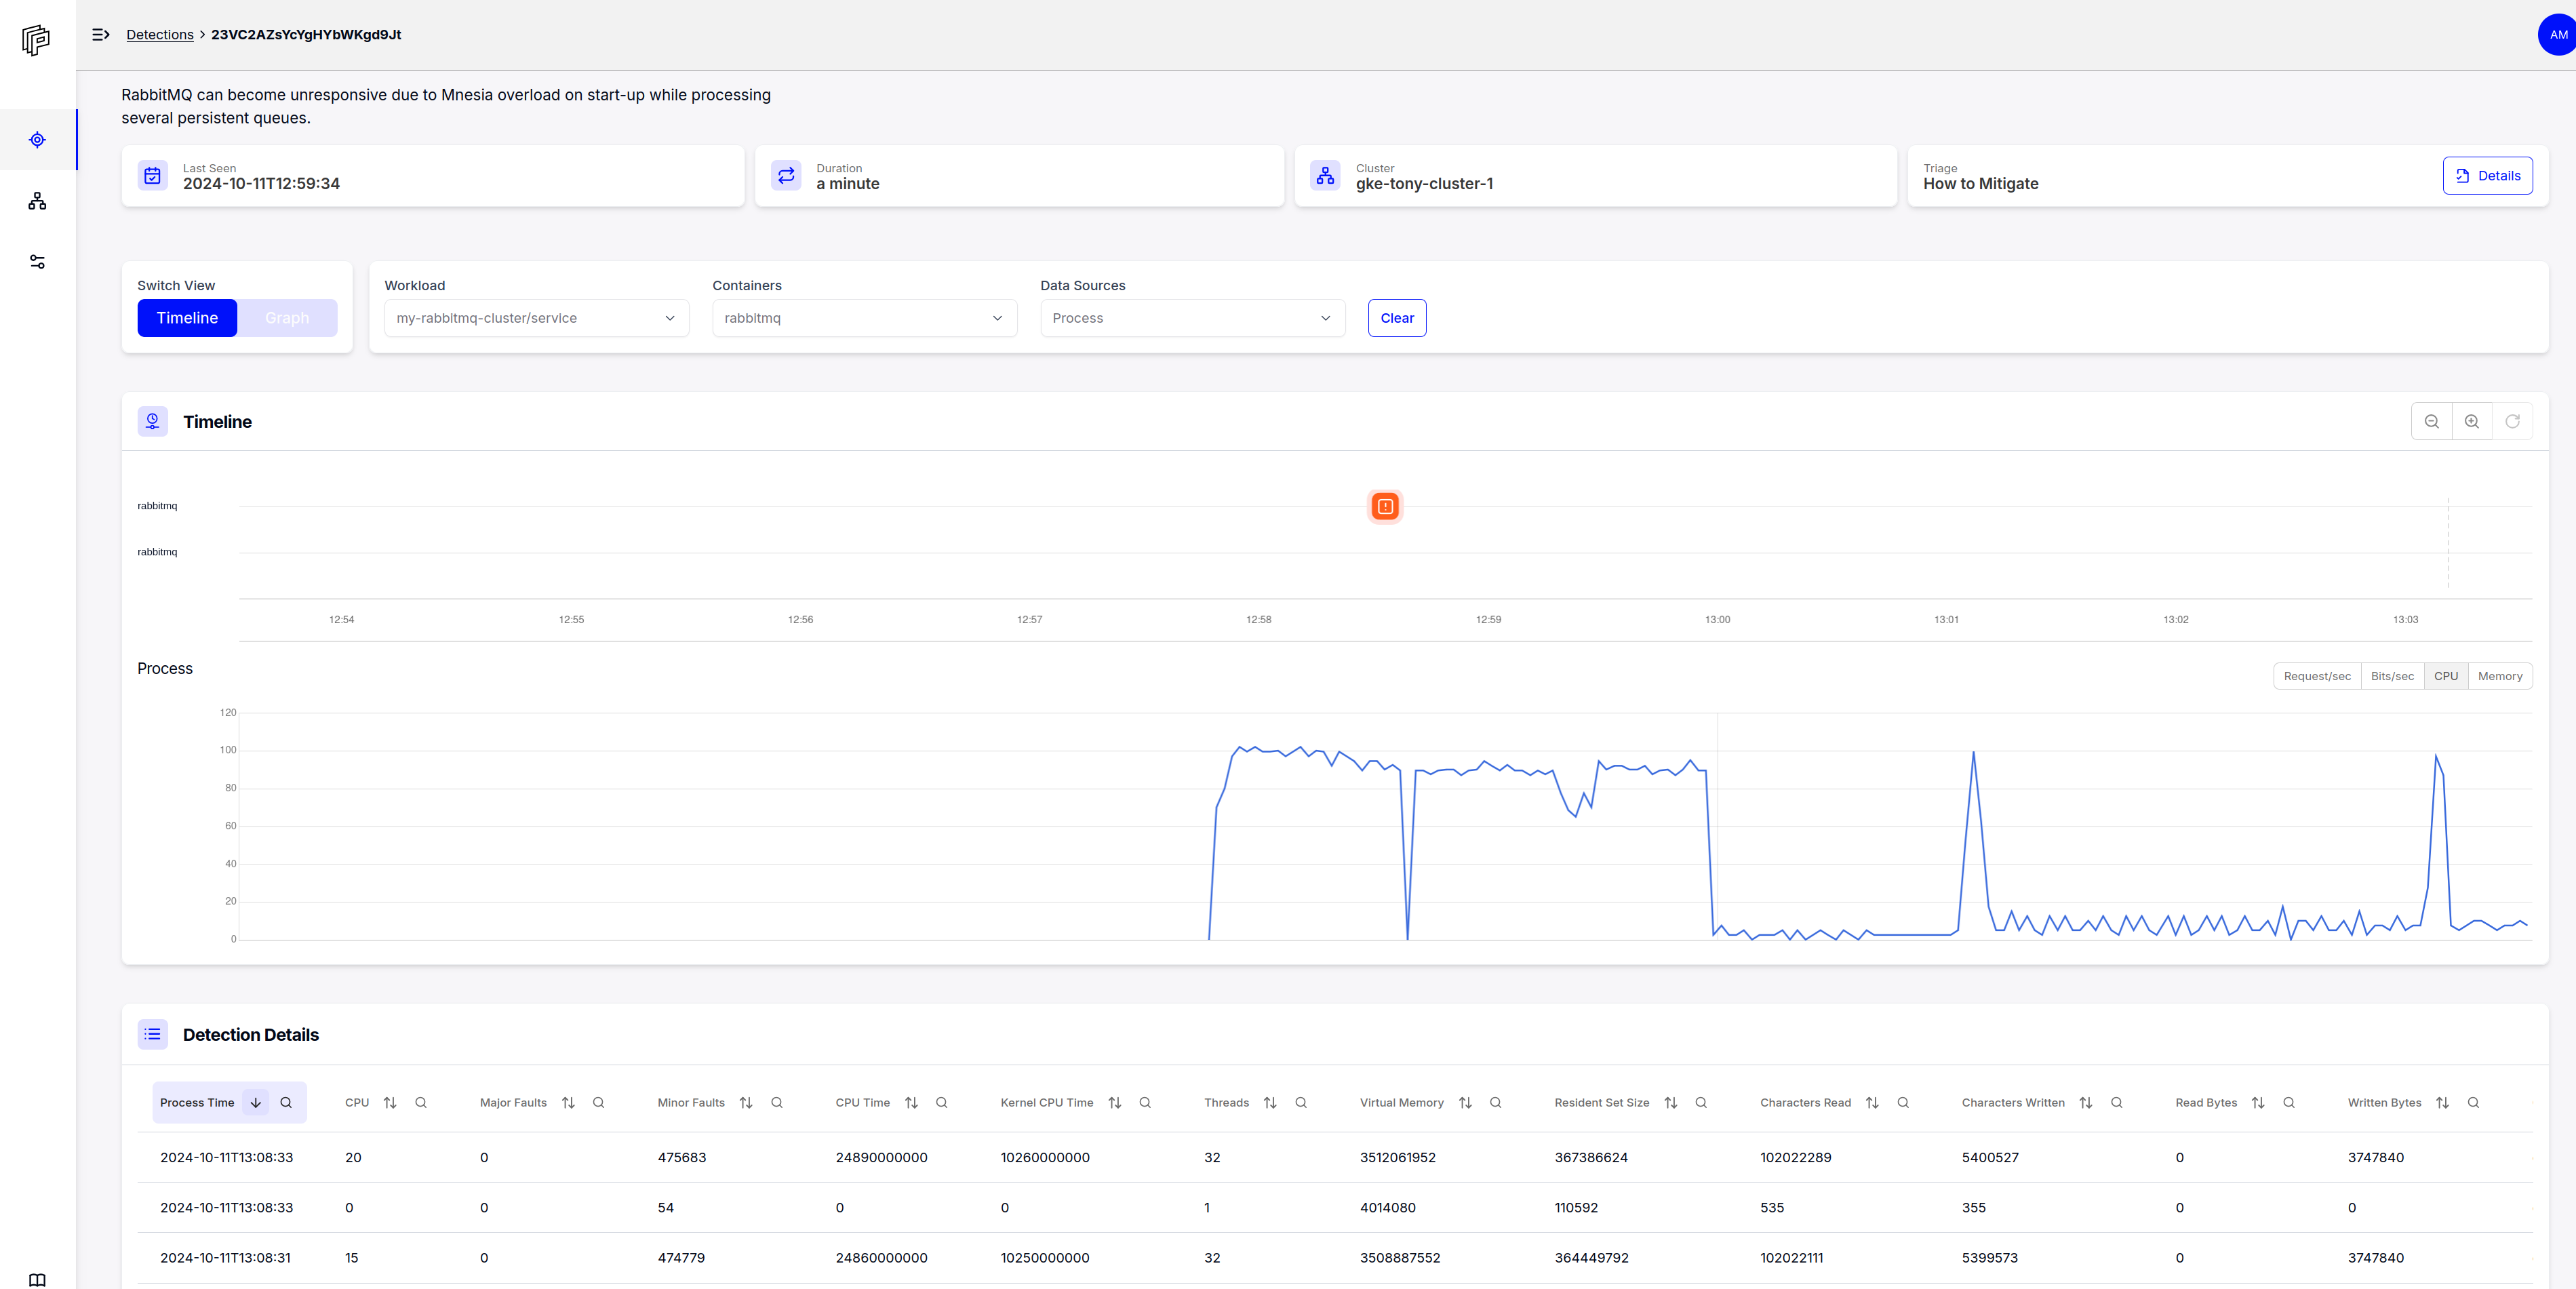 Detections > 23VC2AZsYcYgHYbWKgd9Jt
AM
RabbitMQ can become unresponsive due to Mnesia overload on start-up while processing
several persistent queues.
Last Seen
2024-10-11T12:59:34
Duration
a minute
Cluster
gke-tony-cluster-1
Triage
How to Mitigate
Details
Switch View
Timeline Graph
Workload
my-rabbitmq-cluster/service
Containers
rabbitmq
Data Sources
Process
Clear
Timeline
rabbitmq
rabbitmq
12:54 12:55 12:56 12:57 12:58 12:59 13:00 13:01 13:02 13:03
Process
Request/sec Bits/sec CPU Memory
120
100
80
60
40
20
0
Detection Details
Process Time CPU Major Faults Minor Faults CPU Time Kernel CPU Time Threads Virtual Memory Resident Set Size Characters Read Characters Written Read Bytes Written Bytes
2024-10-11T13:08:33 20 0 475683 24890000000 10260000000 32 3512061952 367386624 102022289 5400527 0 3747840
2024-10-11T13:08:33 0 0 54 0 0 1 4014080 110592 535 355 0 0
2024-10-11T13:08:31 15 0 474779 24860000000 10250000000 32 3508887552 364449792 102022111 5399573 0 3747840